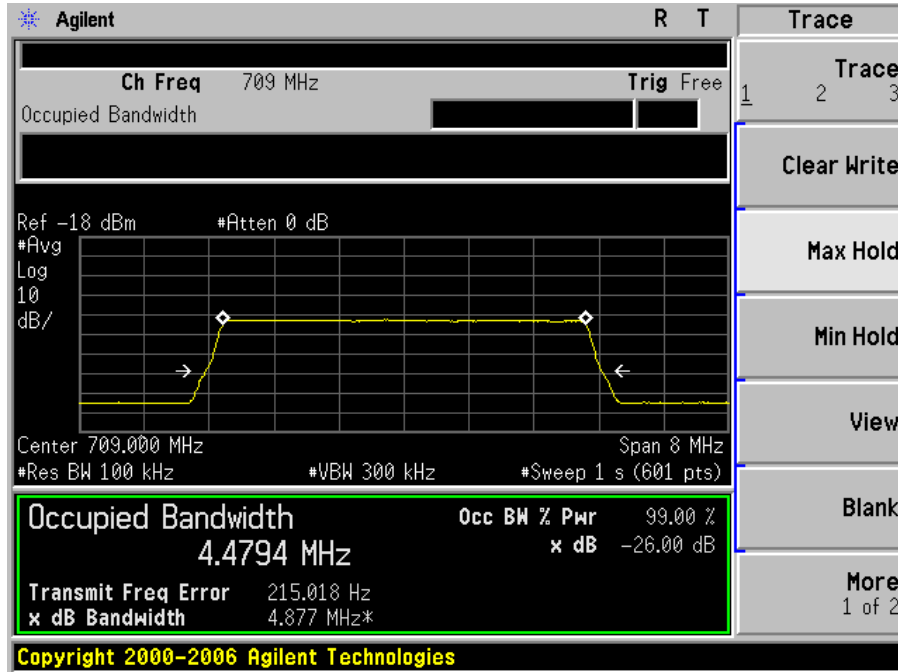 Agilent R T Trace
Ch Freq 709 MHz Trig Free
Occupied Bandwidth
Trace
1 2 3
Clear Write
Max Hold
Min Hold
View
Blank
More
1 of 2
Ref -18 dBm #Atten 0 dB
#Avg
Log
10
dB/
Center 709.000 MHz Span 8 MHz
#Res BW 100 kHz #VBW 300 kHz #Sweep 1 s (601 pts)
Occupied Bandwidth Occ BW % Pwr 99.00 %
4.4794 MHz x dB -26.00 dB
Transmit Freq Error 215.018 Hz
x dB Bandwidth 4.877 MHz*
Copyright 2000-2006 Agilent Technologies